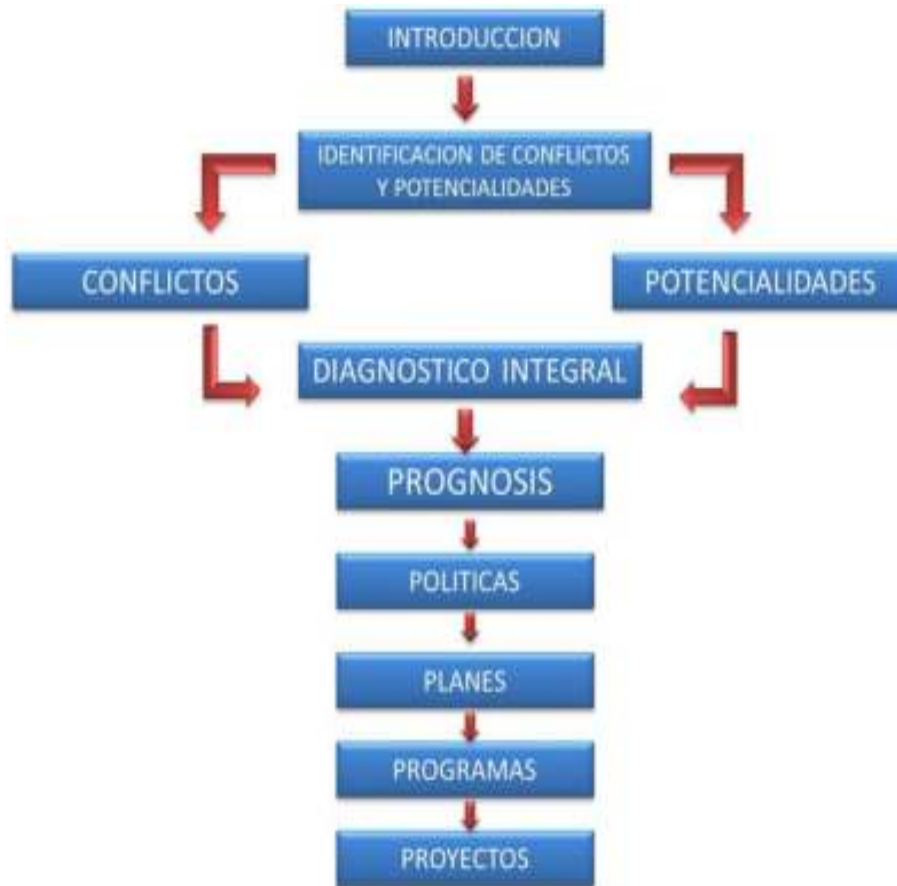 INTRODUCCION
IDENTIFICACION DE CONFLICTOS
Y POTENCIALIDADES
CONFLICTOS
POTENCIALIDADES
DIAGNOSTICO INTEGRAL
PROGNOSIS
POLITICAS
PLANES
PROGRAMAS
PROYECTOS